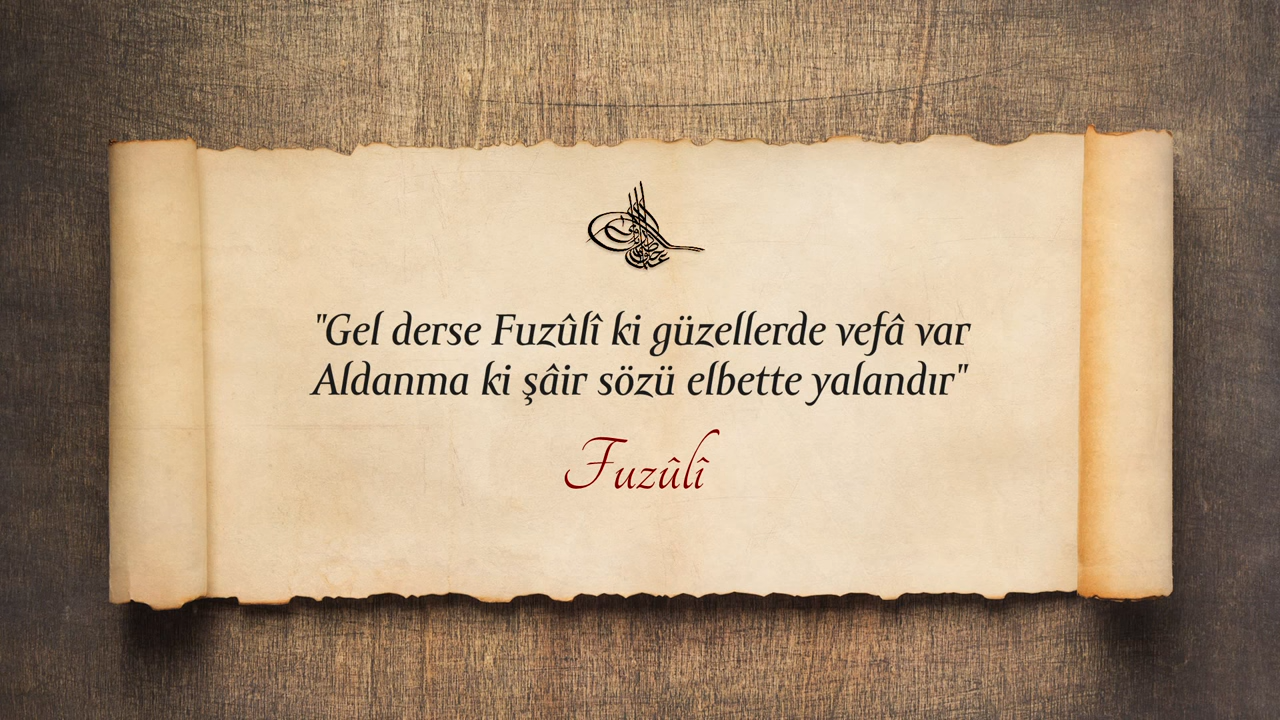 "Gel derse Fuzûlî ki güzellerde vefâ var
Aldanma ki şâir sözü elbette yalandır"
Fuzûlî